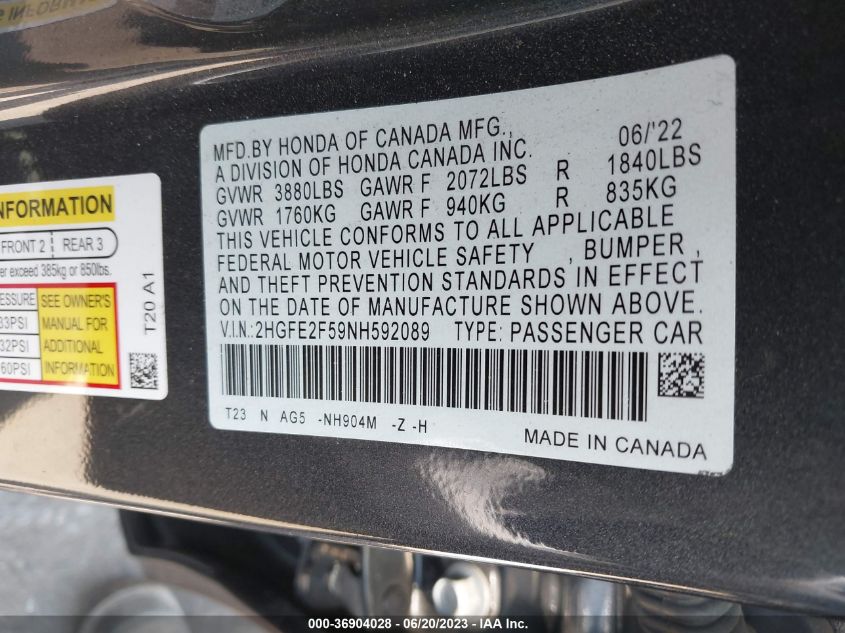 NFORMATION
FRONT 2 REAR 3
er exceed 385kg or 850lbs.
SEE OWNER'S
MANUAL FOR
ADDITIONAL
INFORMATION
33PSI
32PSI
60PSI
T20 A1
MFD.BY HONDA OF CANADA MFG., 06/'22
A DIVISION OF HONDA CANADA INC.
GVWR 3880LBS GAWR F 2072LBS R 1840LBS
GVWR 1760KG GAWR F 940KG R 835KG
THIS VEHICLE CONFORMS TO ALL APPLICABLE
FEDERAL MOTOR VEHICLE SAFETY , BUMPER ,
AND THEFT PREVENTION STANDARDS IN EFFECT
ON THE DATE OF MANUFACTURE SHOWN ABOVE.
V.I.N.:2HGFE2F59NH592089 TYPE: PASSENGER CAR
T23 N AG5 -NH904M -Z -H
MADE IN CANADA
000-36904028 - 06/20/2023 - IAA Inc.